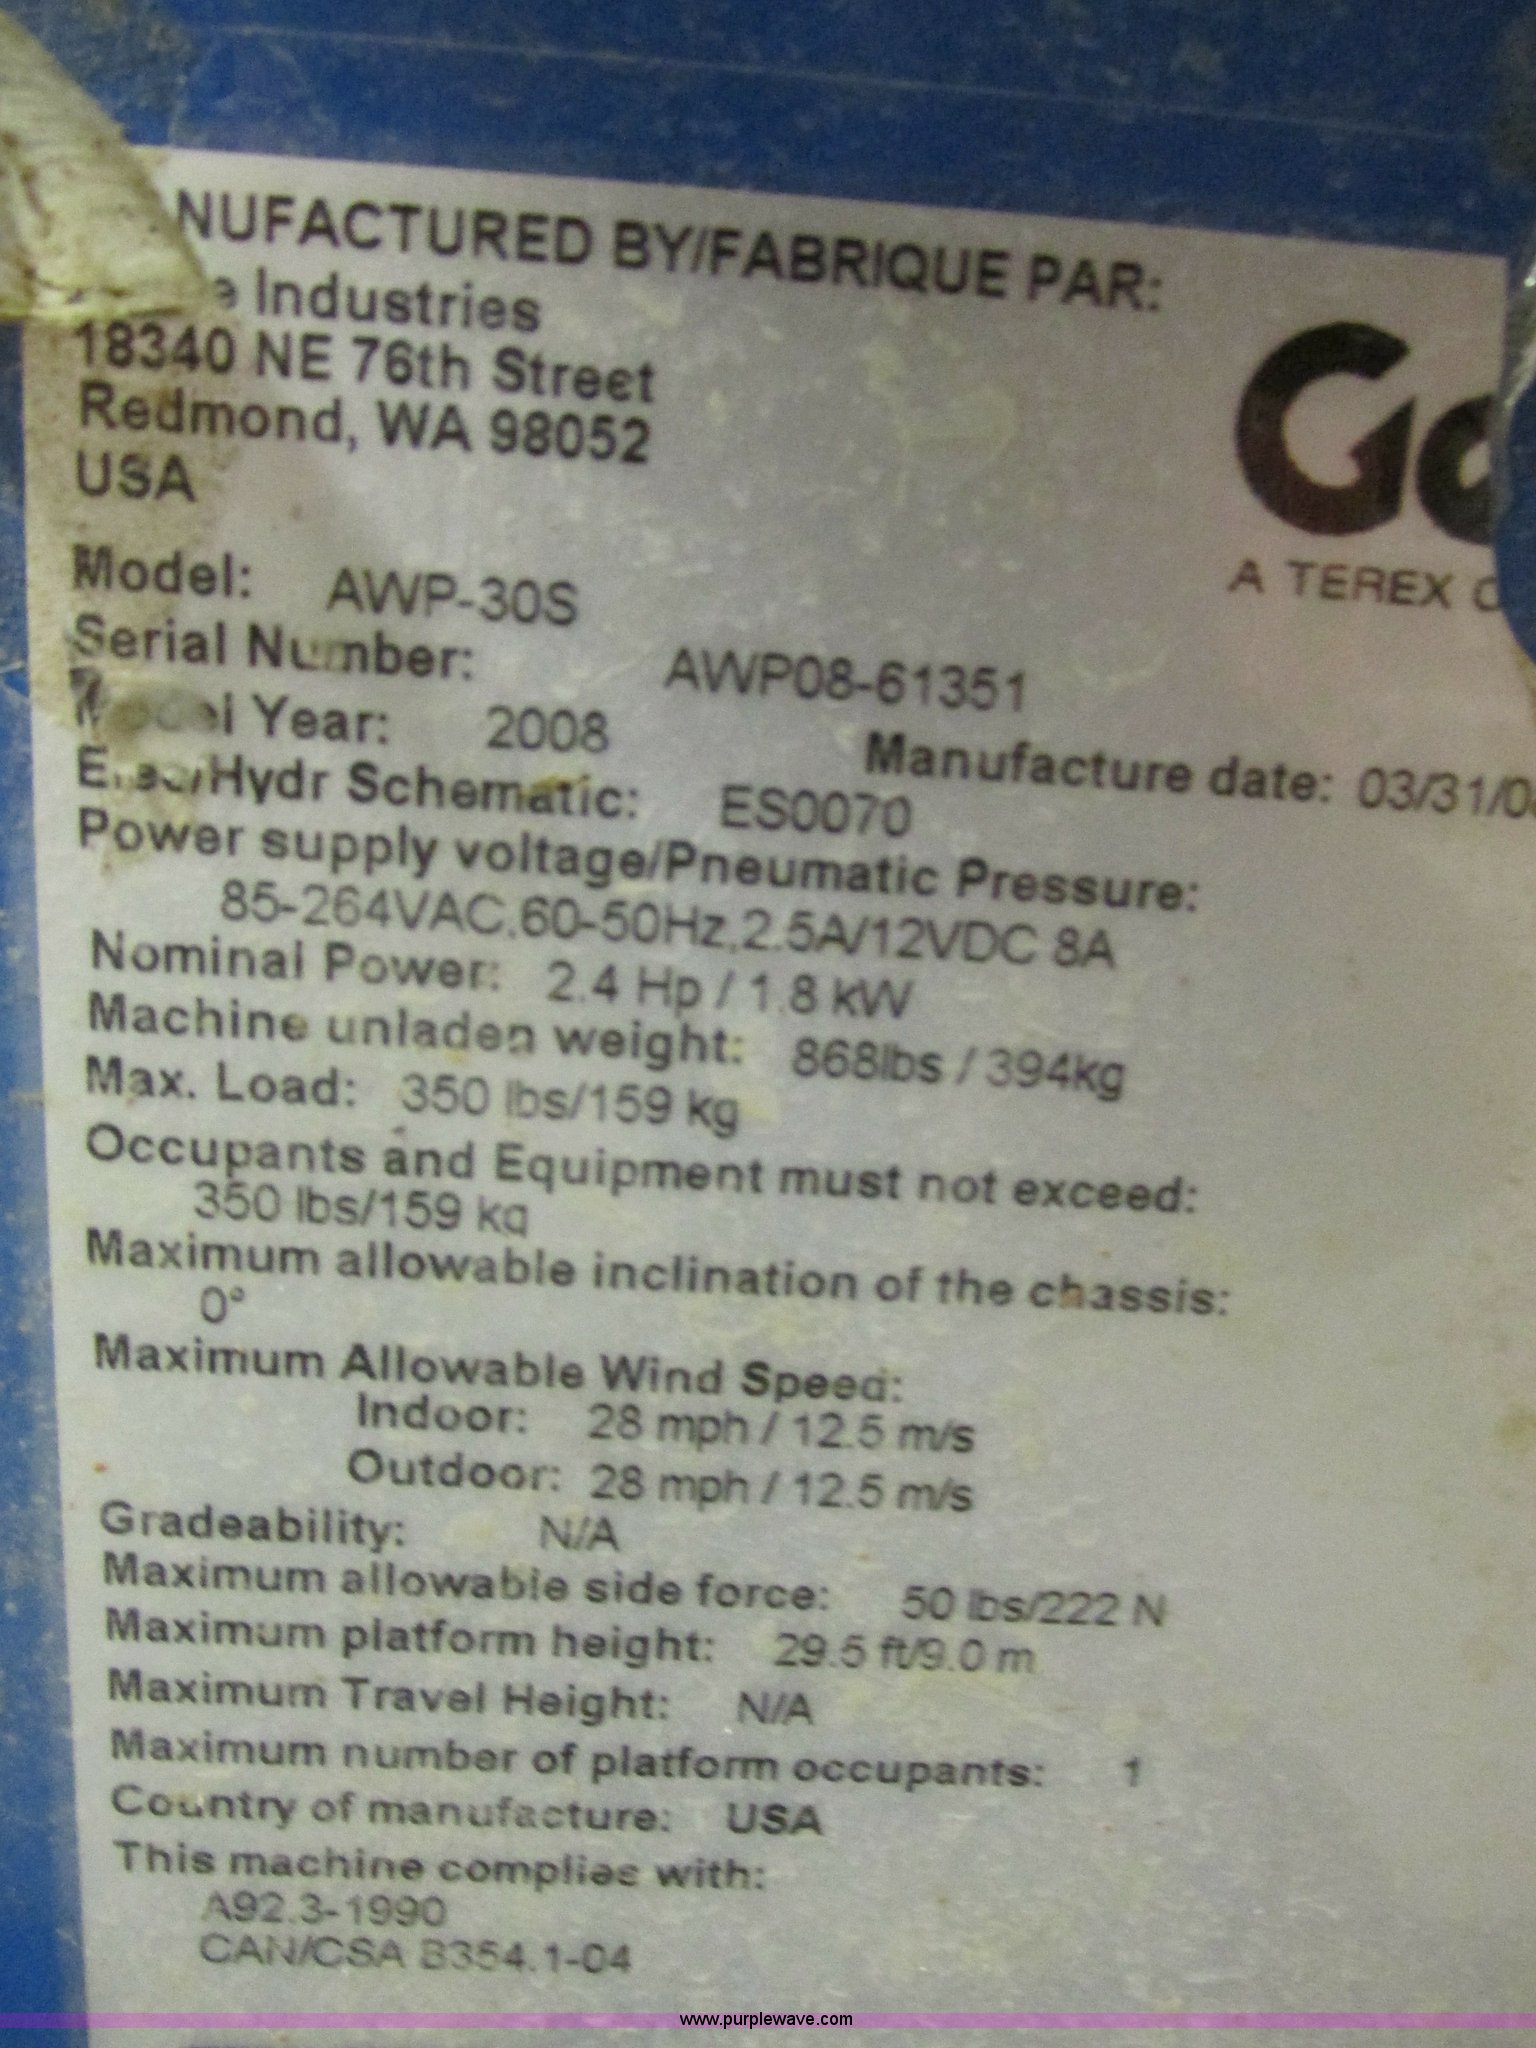 NUFACTURED BY/FABRIQUE PAR:
Industries
18340 NE 76th Street
Redmond, WA 98052
USA
A TEREX
Model: AWP-30S
Serial Number: AWP08-61351
Model Year: 2008 Manufacture date: 03/31/0
Elec/Hydr Schematic: ES0070
Power supply voltage/Pneumatic Pressure:
85-264VAC,60-50Hz,2.5A/12VDC 8A
Nominal Power: 2.4 Hp / 1.8 kW
Machine unladen weight: 868lbs / 394kg
Max. Load: 350 lbs/159 kg
Occupants and Equipment must not exceed:
350 lbs/159 kg
Maximum allowable inclination of the chassis:
0°
Maximum Allowable Wind Speed:
Indoor: 28 mph / 12.5 m/s
Outdoor: 28 mph / 12.5 m/s
Gradeability: N/A
Maximum allowable side force: 50 lbs/222 N
Maximum platform height: 29.5 ft/9.0 m
Maximum Travel Height: N/A
Maximum number of platform occupants: 1
Country of manufacture: USA
This machine complies with:
A92.3-1990
CAN/CSA B354.1-04
www.purplewave.com